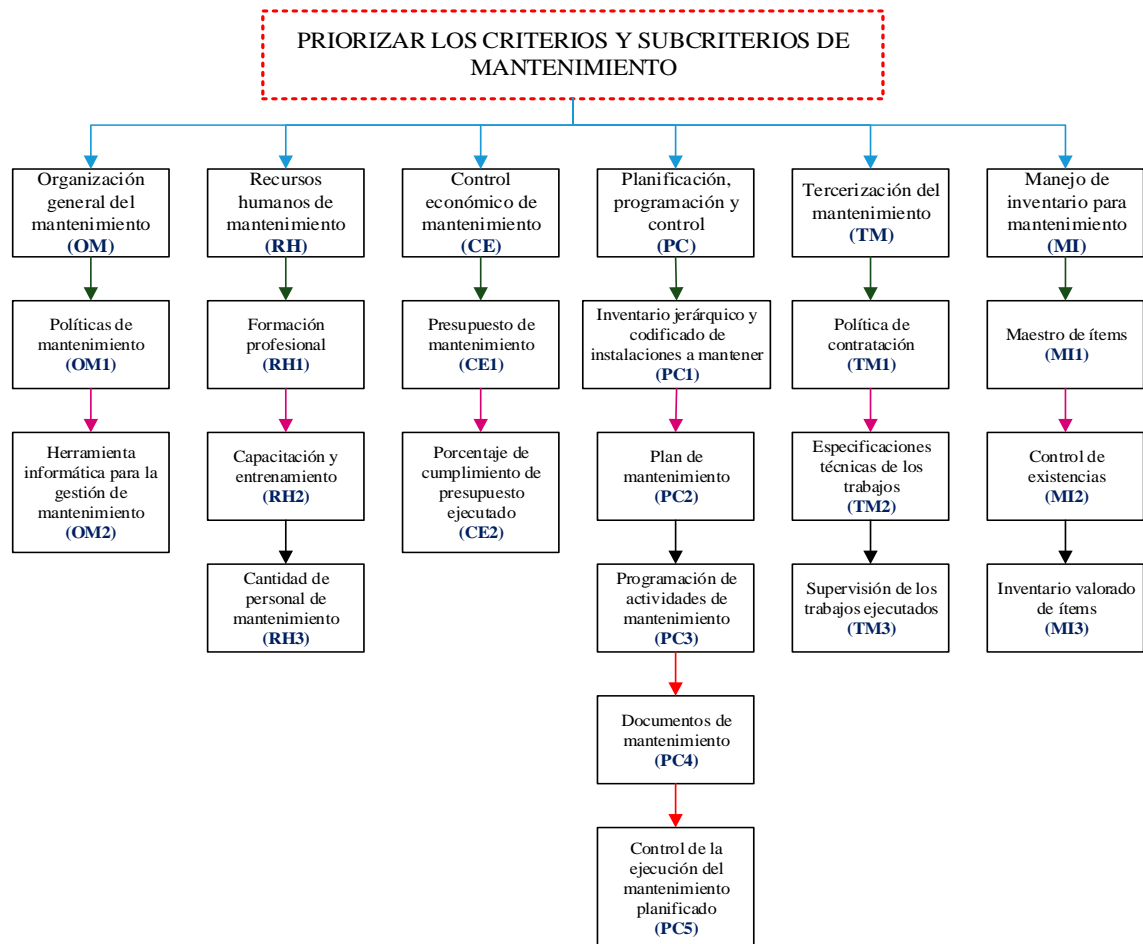 PRIORIZAR LOS CRITERIOS Y SUBCRITERIOS DE
MANTENIMIENTO
Organización
general del
mantenimiento
(OM)
Recursos
humanos de
mantenimiento
(RH)
Control
económico de
mantenimiento
(CE)
Planificación,
programación y
control
(PC)
Tercerización del
mantenimiento
(TM)
Manejo de
inventario para
mantenimiento
(MI)
Políticas de
mantenimiento
(OM1)
Formación
profesional
(RH1)
Presupuesto de
mantenimiento
(CE1)
Inventario jerárquico y
codificado de
instalaciones a mantener
(PC1)
Política de
contratación
(TM1)
Maestro de ítems
(MI1)
Herramienta
informática para la
gestión de
mantenimiento
(OM2)
Capacitación y
entrenamiento
(RH2)
Porcentaje de
cumplimiento de
presupuesto
ejecutado
(CE2)
Plan de
mantenimiento
(PC2)
Especificaciones
técnicas de los
trabajos
(TM2)
Control de
existencias
(MI2)
Cantidad de
personal de
mantenimiento
(RH3)
Programación de
actividades de
mantenimiento
(PC3)
Supervisión de los
trabajos ejecutados
(TM3)
Inventario valorado
de ítems
(MI3)
Documentos de
mantenimiento
(PC4)
Control de la
ejecución del
mantenimiento
planificado
(PC5)